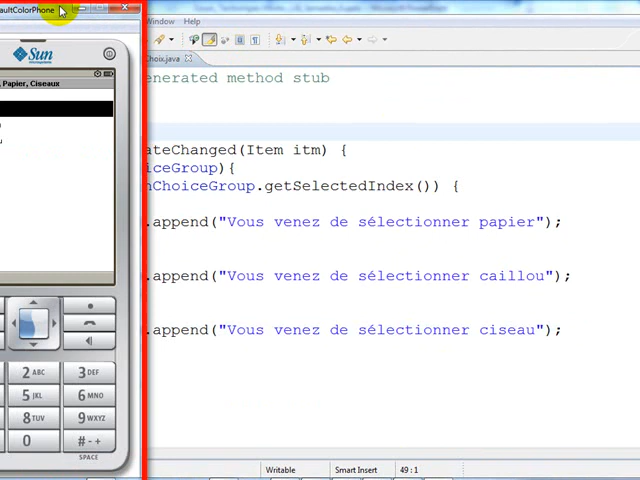 aultColorPhone
Window Help
Sun
, Papier, Ciseaux
Choix.java
enerated method stub
ateChanged(Item itm) {
iceGroup){
nChoiceGroup.getSelectedIndex()) {
.append("Vous venez de sélectionner papier");
.append("Vous venez de sélectionner caillou");
.append("Vous venez de sélectionner ciseau");
2 ABC 3 DEF
5 JKL 6 MNO
8 TUV 9 WXYZ
0 # - +
SPACE
Writable Smart Insert 49 : 1